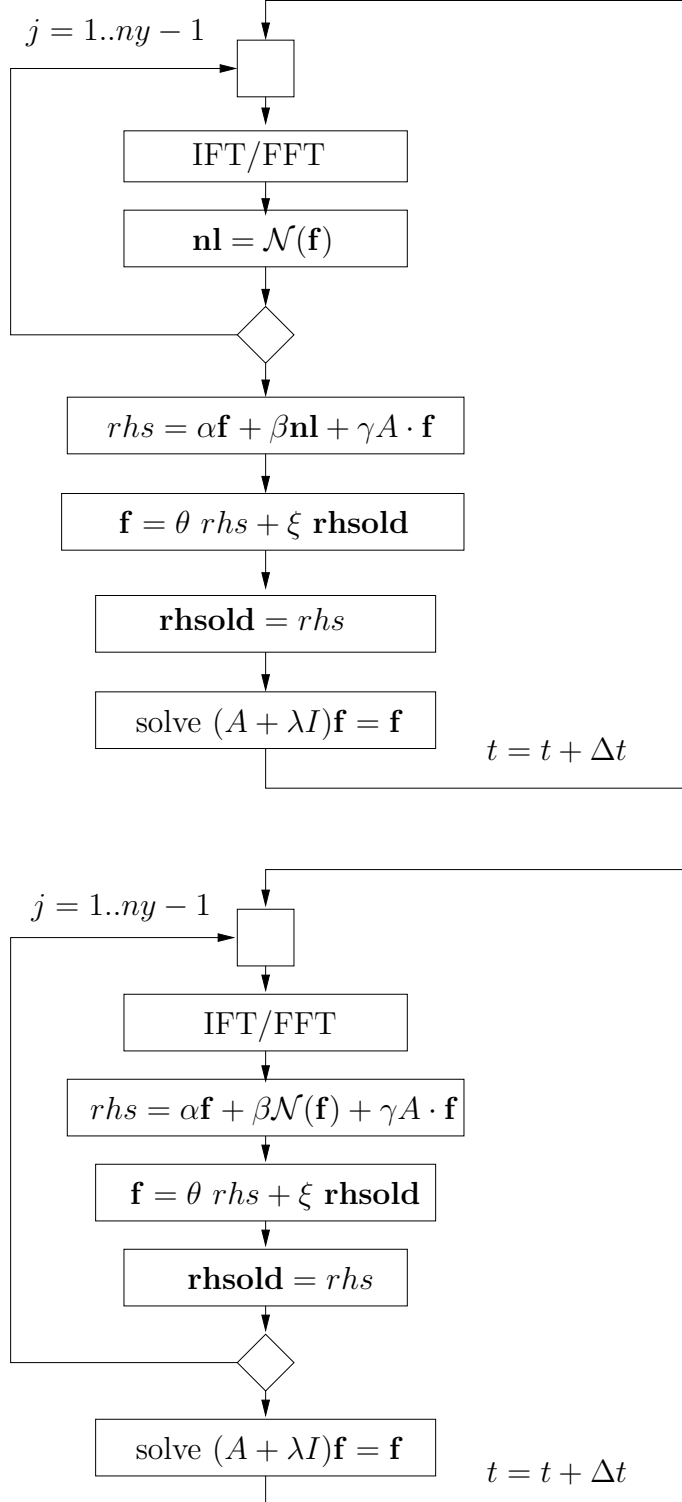 j = 1..ny − 1
IFT/FFT
nl = 𝒩(f)
rhs = αf + βnl + γA · f
f = θ rhs + ξ rhsold
rhsold = rhs
solve (A + λI)f = f
t = t + Δt
j = 1..ny − 1
IFT/FFT
rhs = αf + β𝒩(f) + γA · f
f = θ rhs + ξ rhsold
rhsold = rhs
solve (A + λI)f = f
t = t + Δt